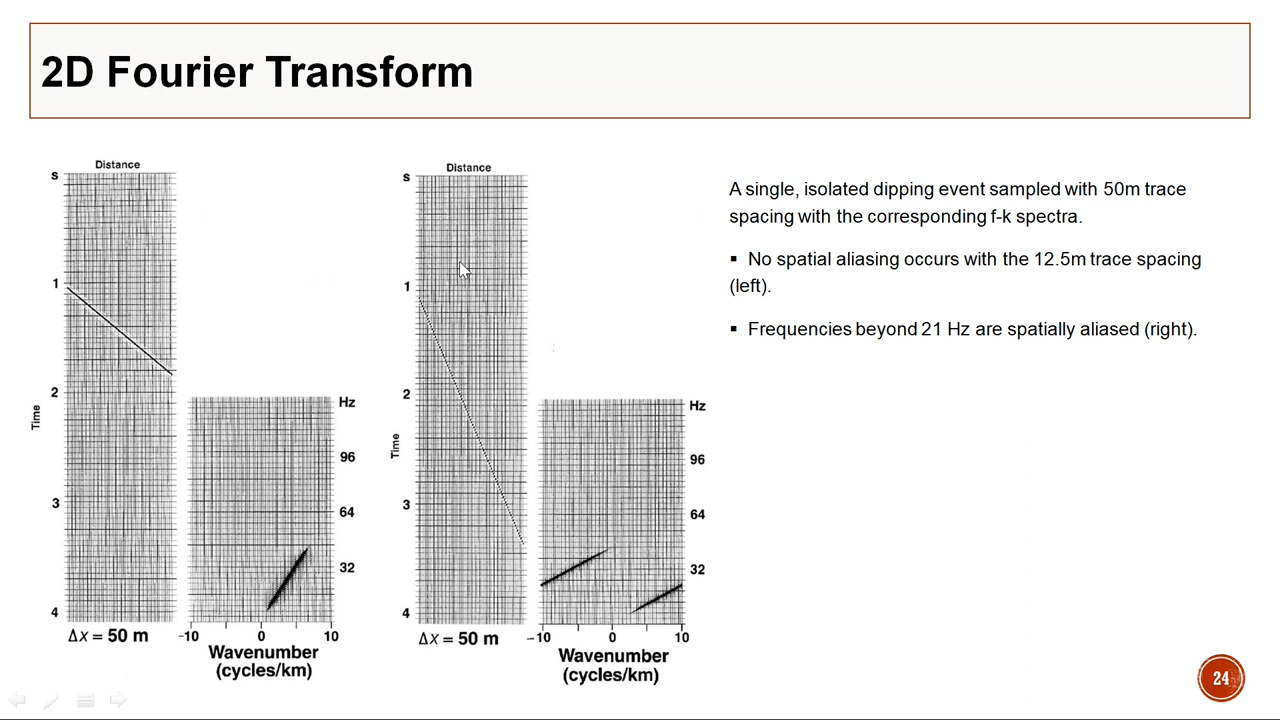 2D Fourier Transform
Distance
s
1
2
3
4
Time
Δx = 50 m
Hz
96
64
32
-10 0 10
Wavenumber
(cycles/km)
Distance
s
1
2
3
4
Time
Δx = 50 m
Hz
96
64
32
-10 0 10
Wavenumber
(cycles/km)
A single, isolated dipping event sampled with 50m trace
spacing with the corresponding f-k spectra.
▪ No spatial aliasing occurs with the 12.5m trace spacing
(left).
▪ Frequencies beyond 21 Hz are spatially aliased (right).
24